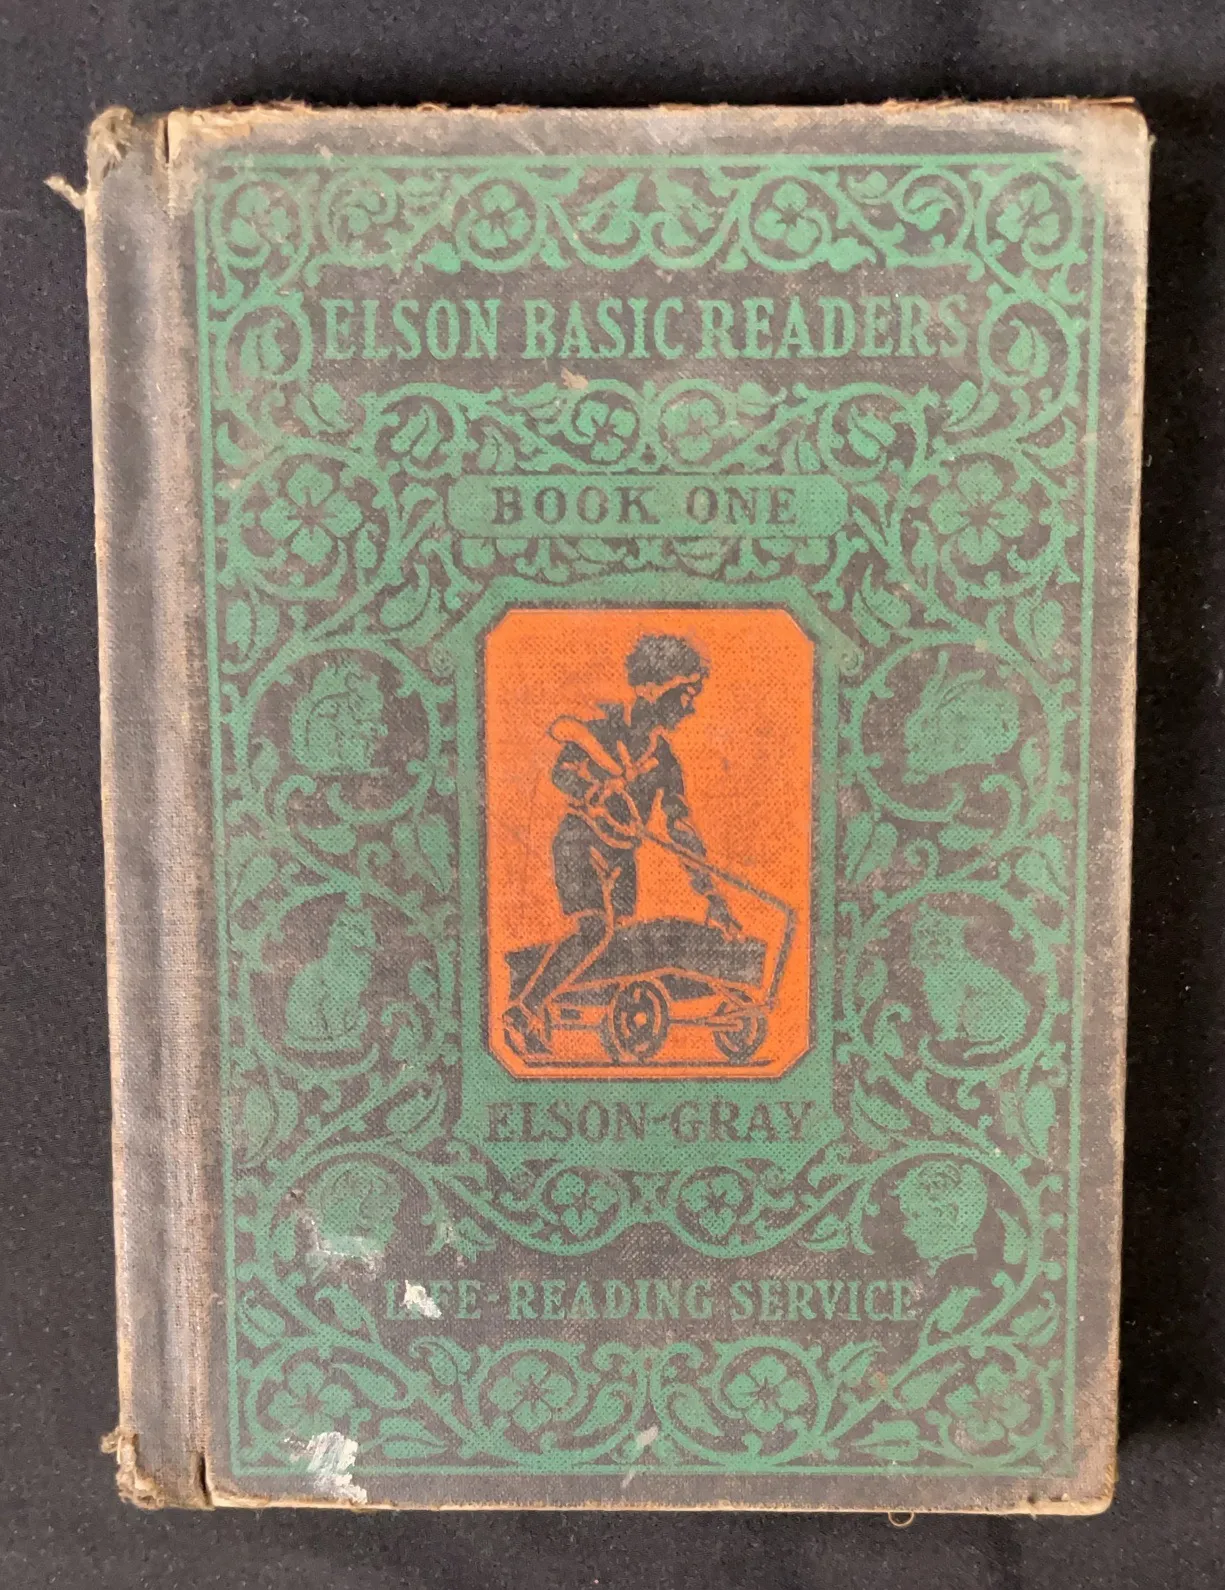 ELSON BASIC READERS
BOOK ONE
ELSON-GRAY
LIFE-READING SERVICE